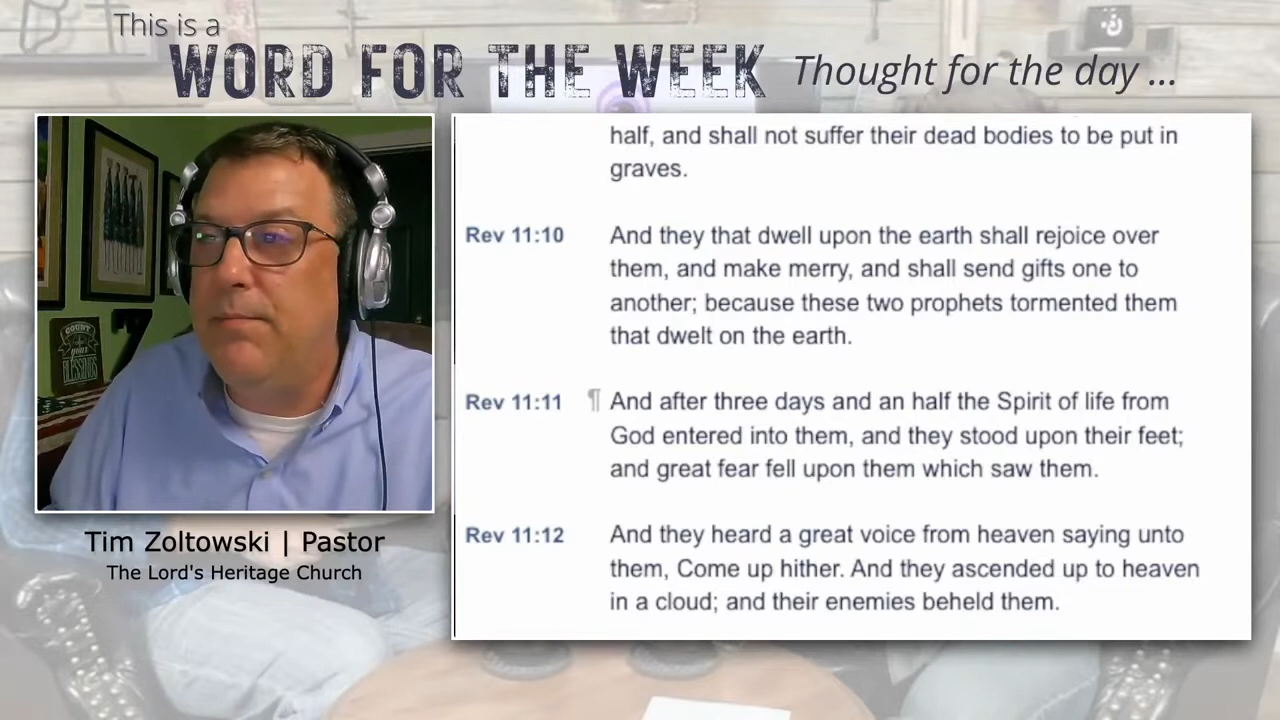 This is a
WORD FOR THE WEEK
Thought for the day ...
half, and shall not suffer their dead bodies to be put in
graves.
Rev 11:10 And they that dwell upon the earth shall rejoice over
them, and make merry, and shall send gifts one to
another; because these two prophets tormented them
that dwelt on the earth.
Rev 11:11 ¶ And after three days and an half the Spirit of life from
God entered into them, and they stood upon their feet;
and great fear fell upon them which saw them.
Rev 11:12 And they heard a great voice from heaven saying unto
them, Come up hither. And they ascended up to heaven
in a cloud; and their enemies beheld them.
COUNT
your
BLESSINGS
Tim Zoltowski | Pastor
The Lord's Heritage Church